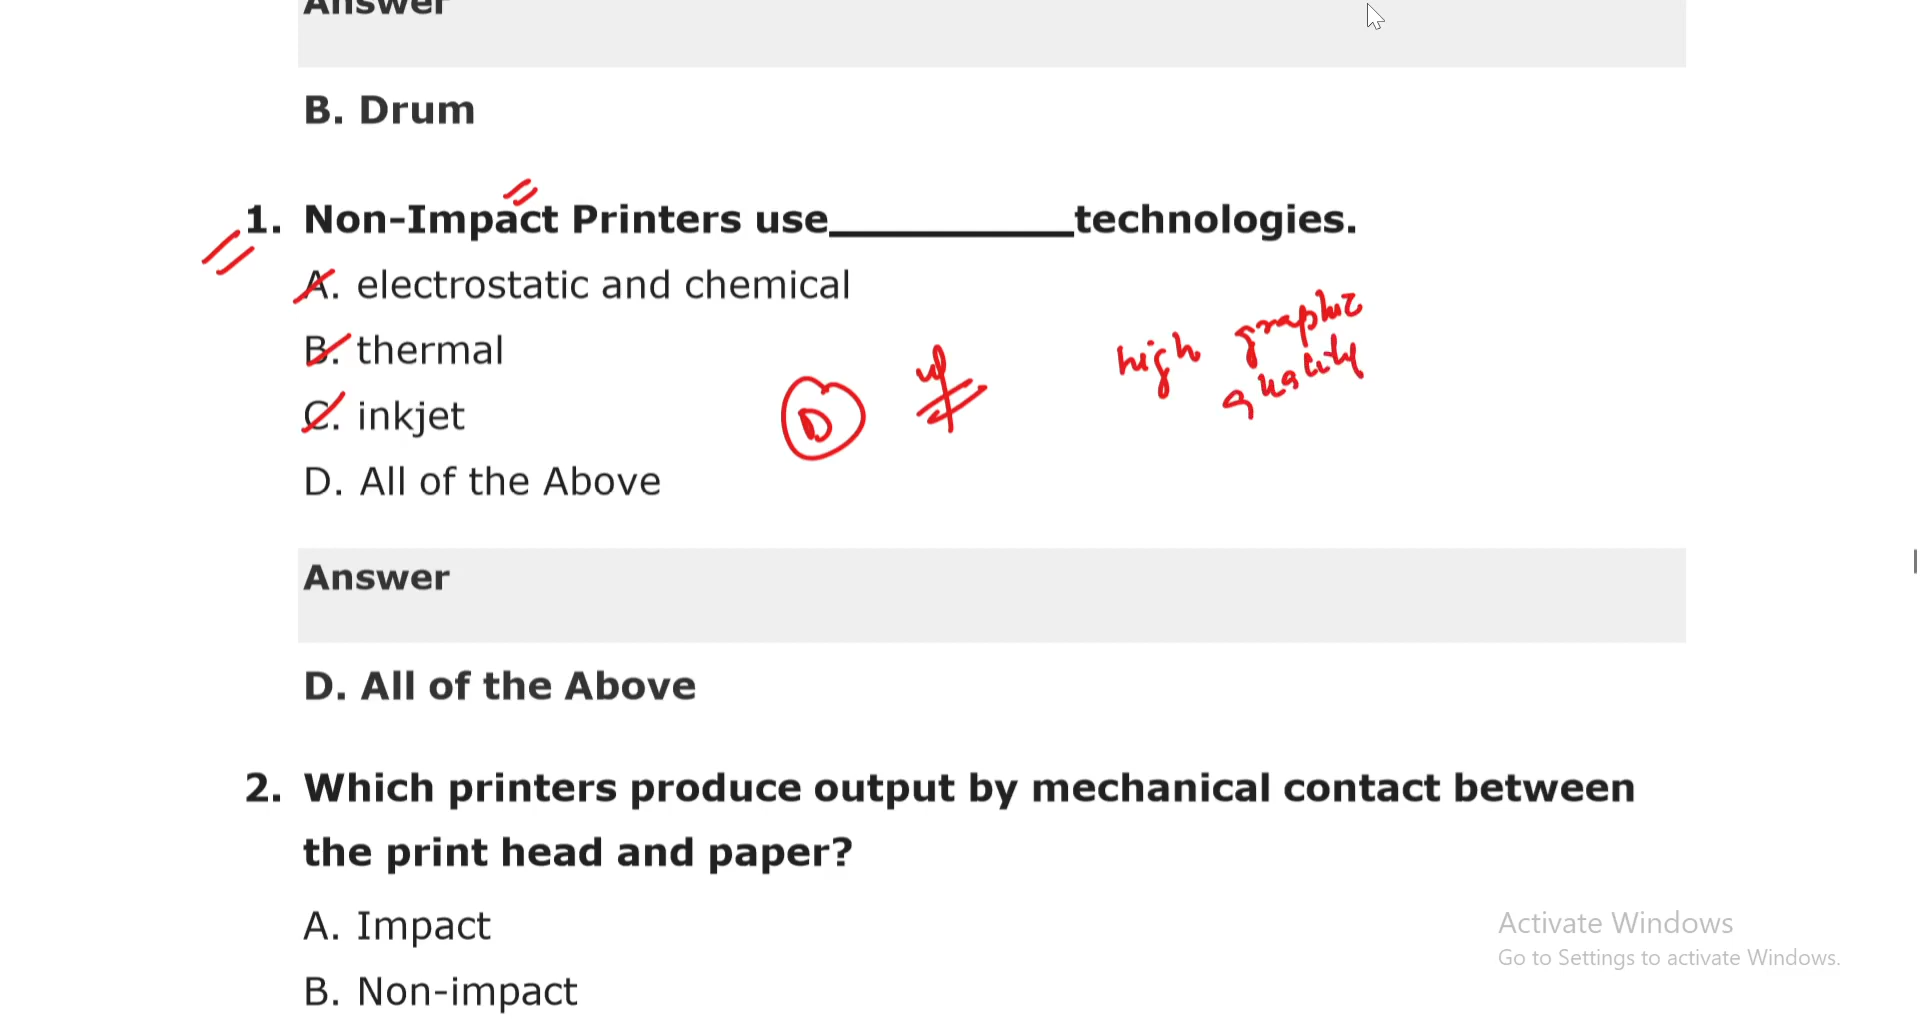 Answer
B. Drum
1. Non-Impact Printers use__________technologies.
A. electrostatic and chemical
B. thermal
C. inkjet
D. All of the Above
D
high graphic
quality
Answer
D. All of the Above
2. Which printers produce output by mechanical contact between
the print head and paper?
A. Impact
B. Non-impact
Activate Windows
Go to Settings to activate Windows.